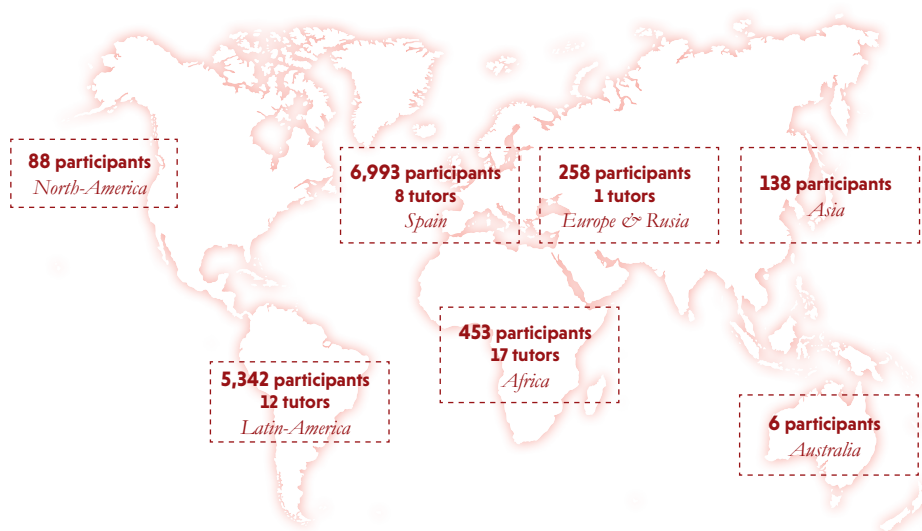 88 participants
North-America
6,993 participants
8 tutors
Spain
258 participants
1 tutors
Europe & Rusia
138 participants
Asia
453 participants
17 tutors
Africa
5,342 participants
12 tutors
Latin-America
6 participants
Australia